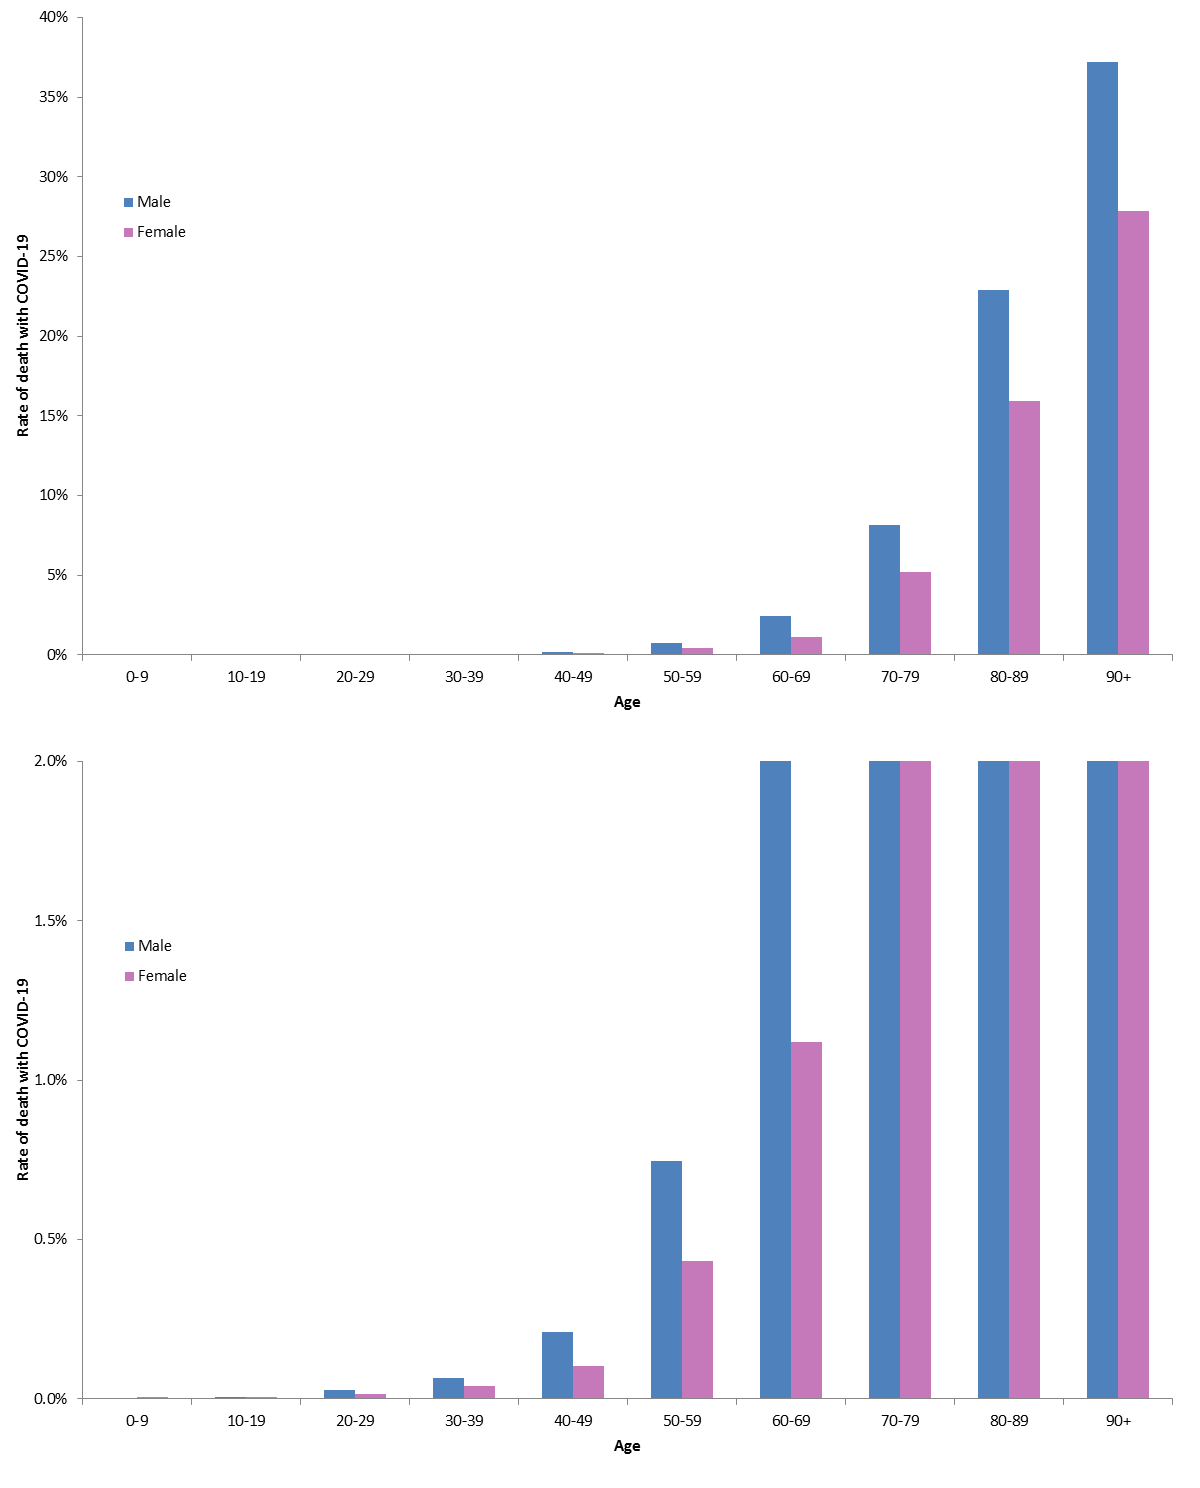 40%
35%
30%
25%
20%
15%
10%
5%
0%
Rate of death with COVID-19
Male
Female
0-9 10-19 20-29 30-39 40-49 50-59 60-69 70-79 80-89 90+
Age
2.0%
1.5%
1.0%
0.5%
0.0%
Rate of death with COVID-19
Male
Female
0-9 10-19 20-29 30-39 40-49 50-59 60-69 70-79 80-89 90+
Age